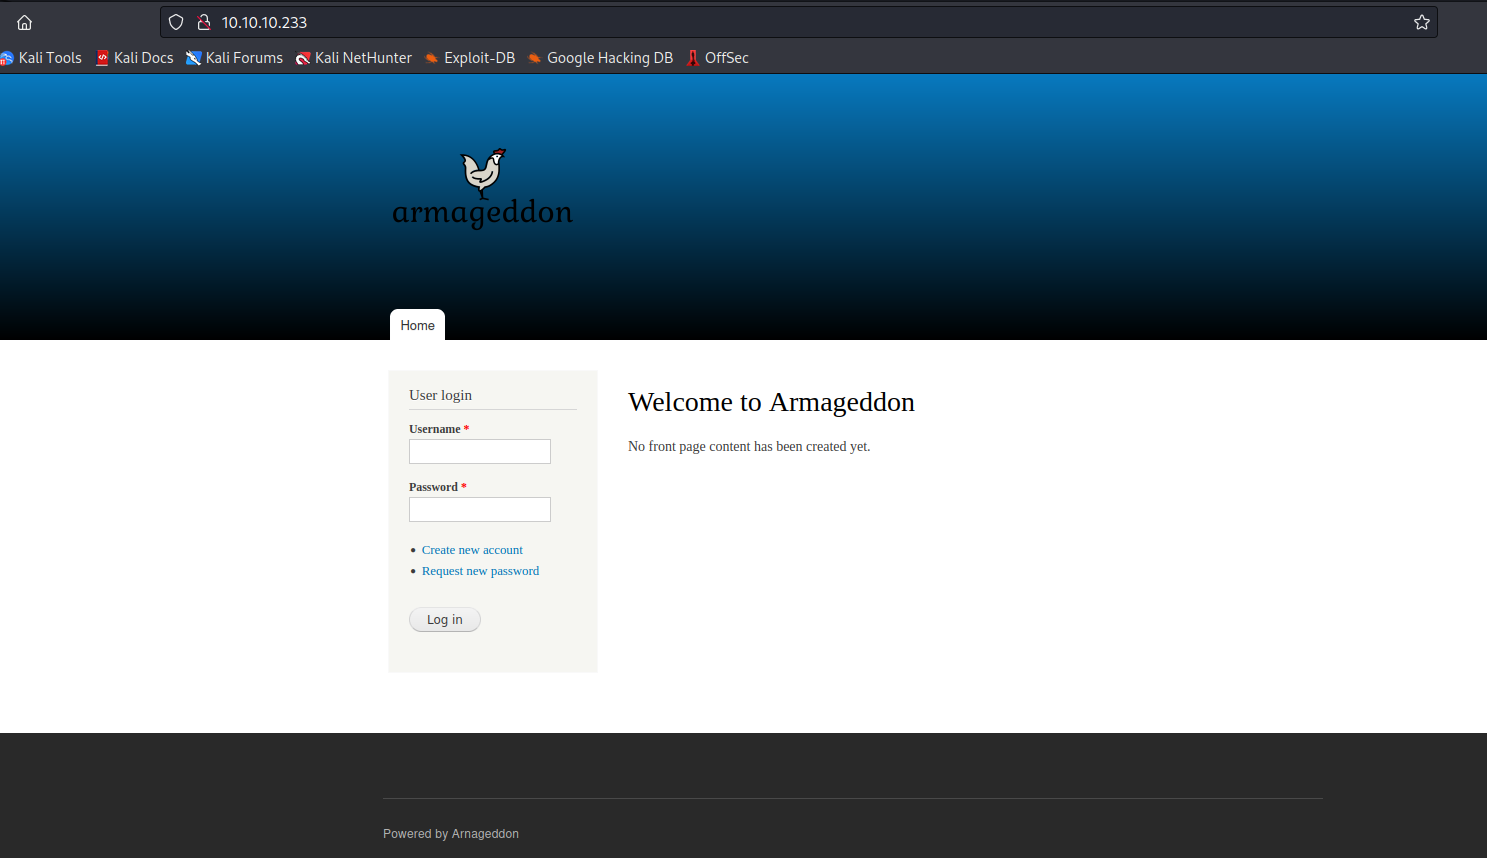 10.10.10.233
Kali Tools Kali Docs Kali Forums Kali NetHunter Exploit-DB Google Hacking DB OffSec
armageddon
Home
User login
Username *
Password *
Create new account
Request new password
Log in
Welcome to Armageddon
No front page content has been created yet.
Powered by Arnageddon